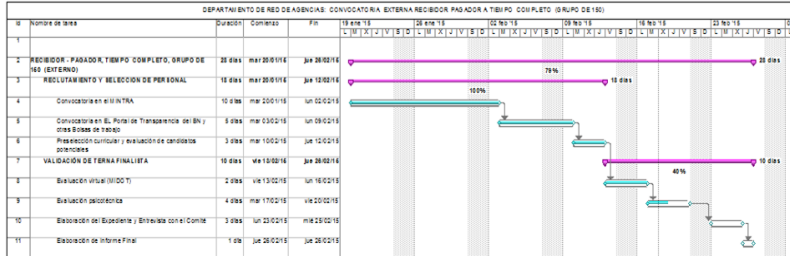 DEPARTAMENTO DE RED DE AGENCIAS: CONVOCATORIA EXTERNA RECIBIDOR PAGADOR A TIEMPO COMPLETO (GRUPO DE 150)
Id Nombre de tarea Duración Comienzo Fin 19 ene '15 26 ene '15 02 feb '15 09 feb '15 16 feb '15 23 feb '15
L M X J V S D L M X J V S D L M X J V S D L M X J V S D L M X J V S D L M X J V S D
1
2 RECIBIDOR - PAGADOR, TIEMPO COMPLETO, GRUPO DE 150 (EXTERNO) 28 días mar 20/01/15 jue 26/02/15 79% 28 días
3 RECLUTAMIENTO Y SELECCION DE PERSONAL 18 días mar 20/01/15 jue 12/02/15 100% 18 días
4 Convocatoria en el MINTRA 10 días mar 20/01/15 lun 02/02/15
5 Convocatoria en EL Portal de Transparencia del BN y otras Bolsas de trabajo 5 días mar 03/02/15 lun 09/02/15
6 Preselección curricular y evaluación de candidatos potenciales 3 días mar 10/02/15 jue 12/02/15
7 VALIDACIÓN DE TERNA FINALISTA 10 días vie 13/02/15 jue 26/02/15 40% 10 días
8 Evaluación virtual (MIDOT) 2 días vie 13/02/15 lun 16/02/15
9 Evaluación psicotécnica 4 días mar 17/02/15 vie 20/02/15
10 Elaboración del Expediente y Entrevista con el Comité 3 días lun 23/02/15 mié 25/02/15
11 Elaboración de Informe Final 1 día jue 26/02/15 jue 26/02/15